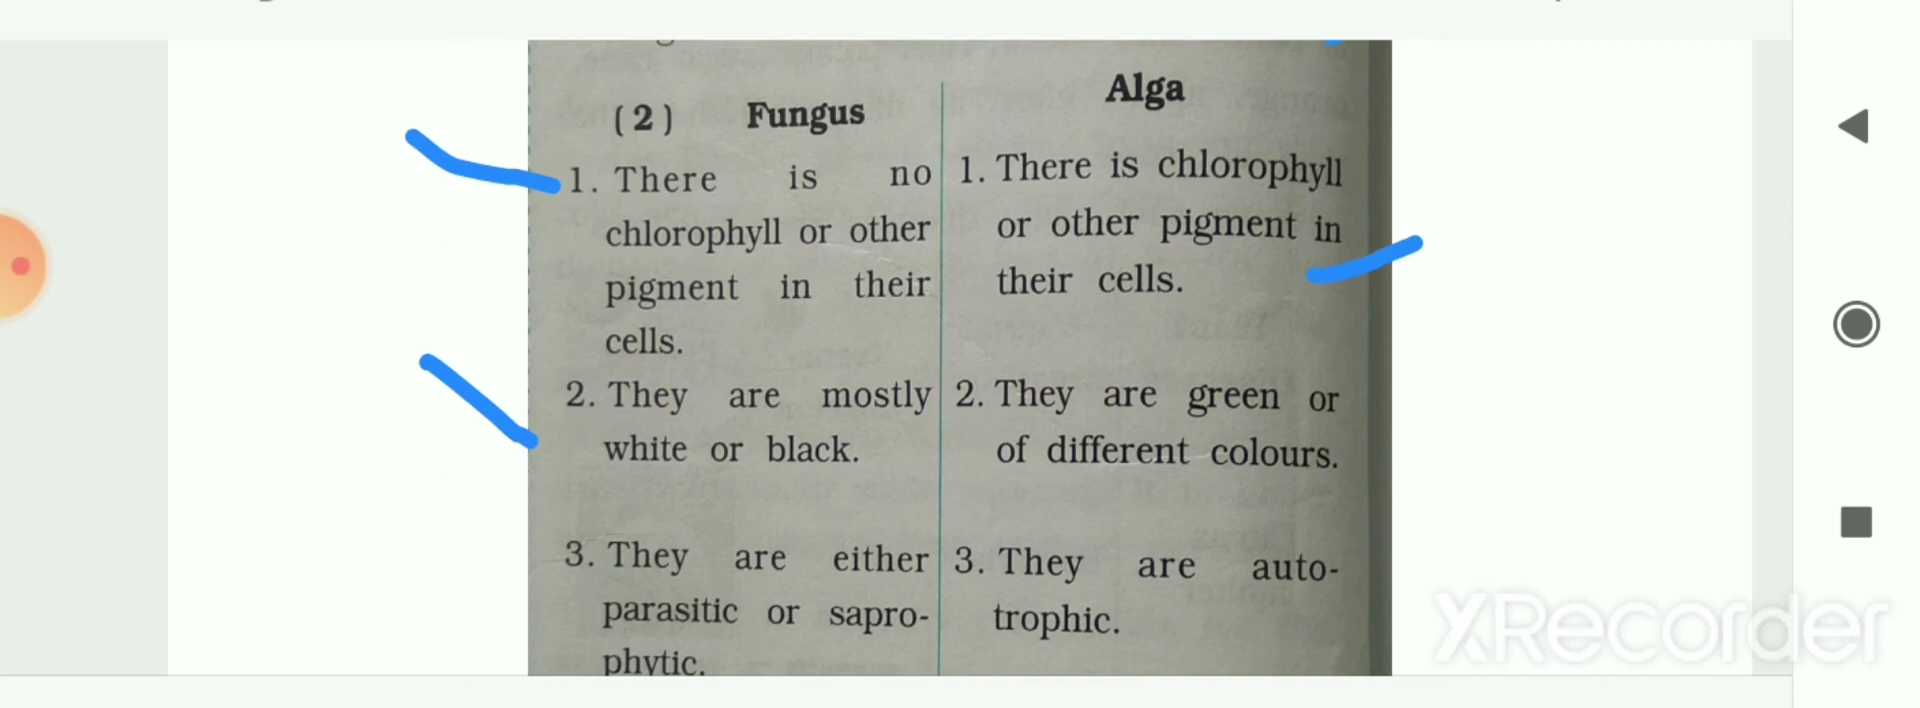 Alga
(2) Fungus
1. There is no
chlorophyll or other
pigment in their
cells.
2. They are mostly
white or black.
3. They are either
parasitic or sapro-
phytic.
1. There is chlorophyll
or other pigment in
their cells.
2. They are green or
of different colours.
3. They are auto-
trophic.
XRecorder